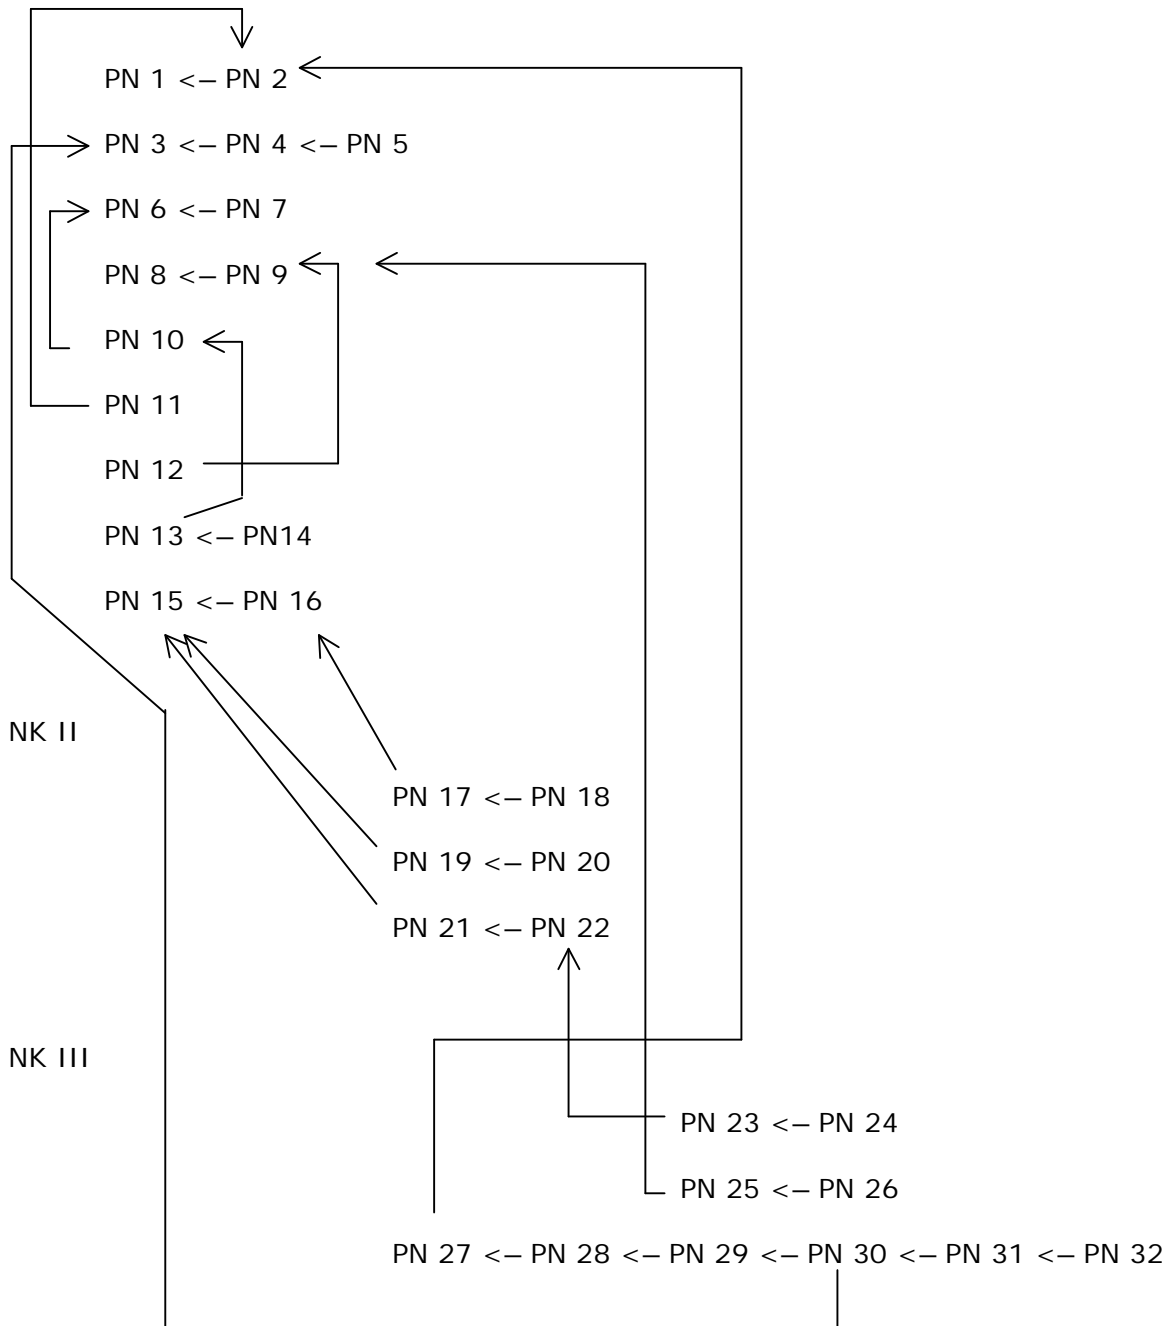 PN 1 <– PN 2
PN 3 <– PN 4 <– PN 5
PN 6 <– PN 7
PN 8 <– PN 9
PN 10
PN 11
PN 12
PN 13 <– PN14
PN 15 <– PN 16
NK II
PN 17 <– PN 18
PN 19 <– PN 20
PN 21 <– PN 22
NK III
PN 23 <– PN 24
PN 25 <– PN 26
PN 27 <– PN 28 <– PN 29 <– PN 30 <– PN 31 <– PN 32